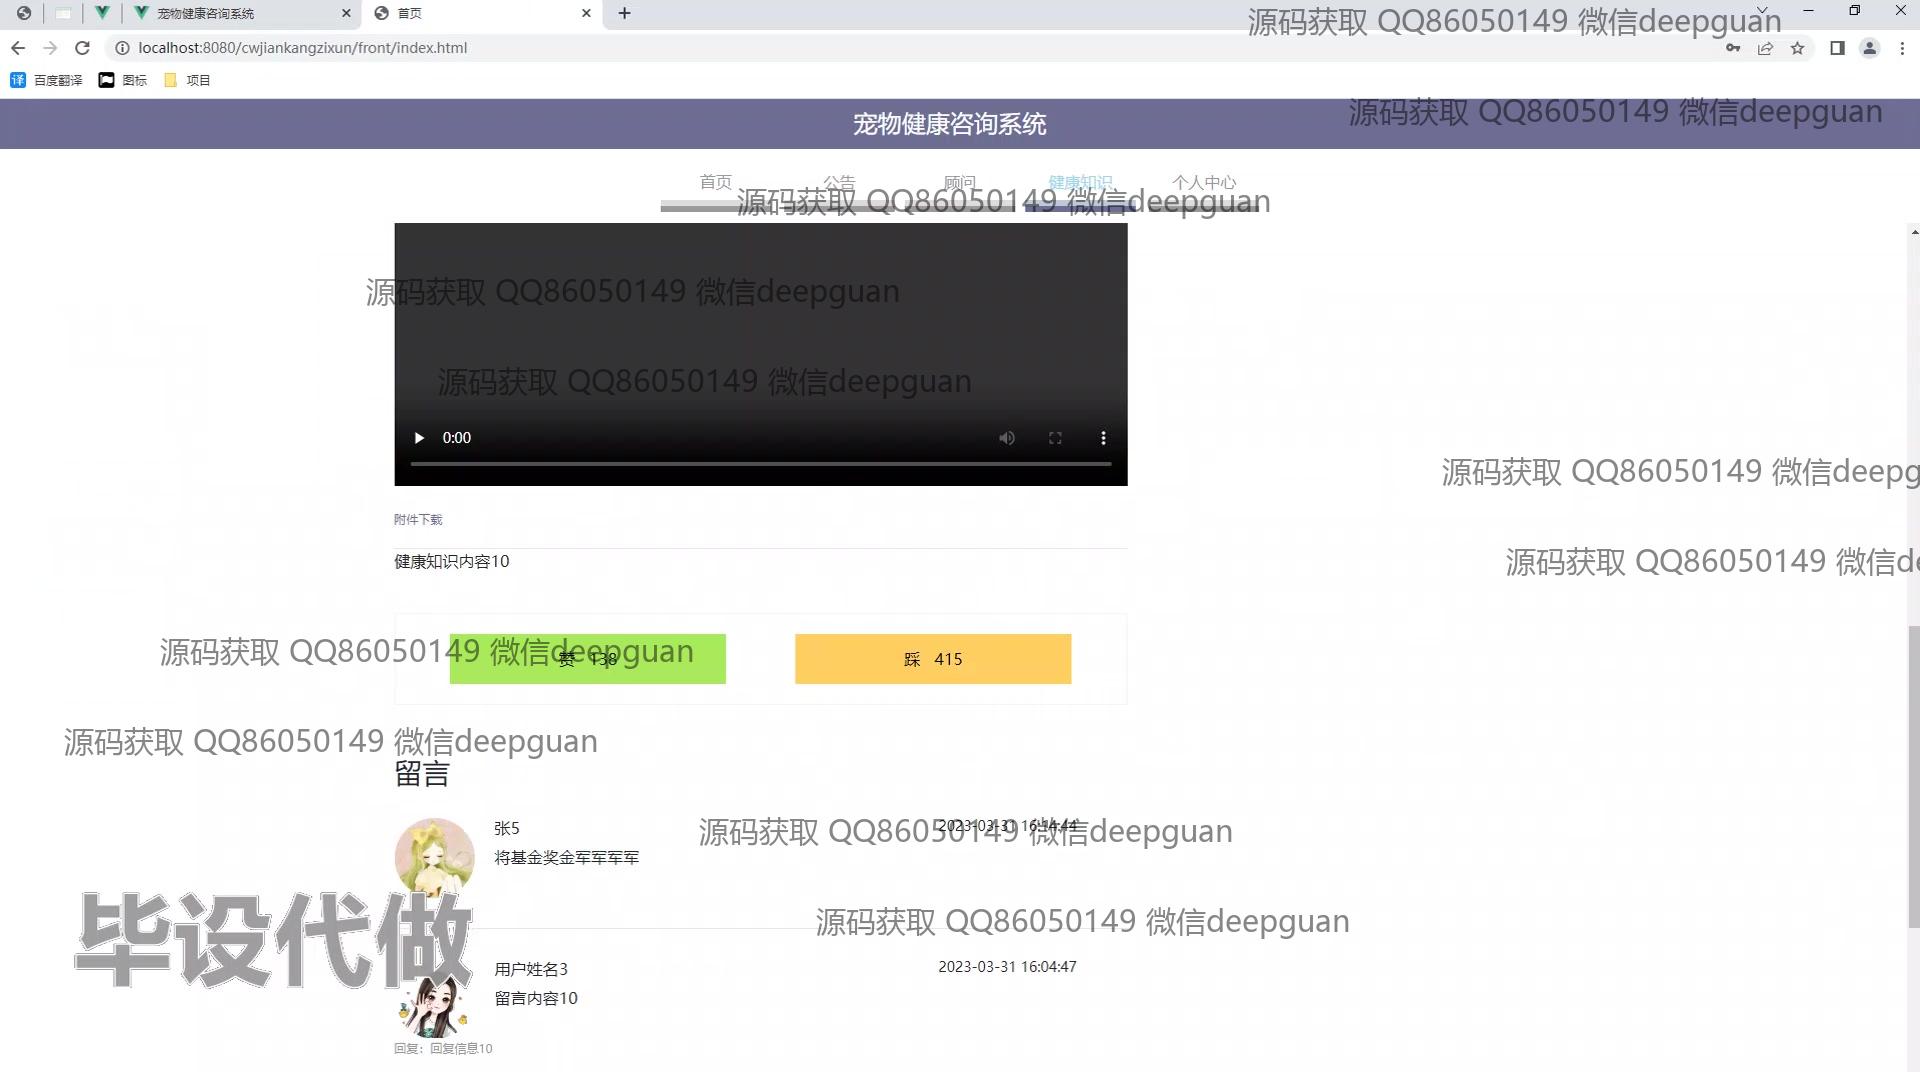 宠物健康咨询系统
首页
源码获取 QQ86050149 微信deepguan
localhost:8080/cwjiankangzixun/front/index.html
百度翻译
图标
项目
宠物健康咨询系统
源码获取 QQ86050149 微信deepguan
首页
公告
顾问
健康知识
个人中心
源码获取 QQ86050149 微信deepguan
源码获取 QQ86050149 微信deepguan
源码获取 QQ86050149 微信deepguan
0:00
源码获取 QQ86050149 微信deepg
附件下载
健康知识内容10
源码获取 QQ86050149 微信de
源码获取 QQ86050149 微信deepguan
赞 138
踩 415
源码获取 QQ86050149 微信deepguan
留言
张5
2023-03-31 16:14:44
源码获取 QQ86050149 微信deepguan
将基金奖金军军军军
毕设代做
源码获取 QQ86050149 微信deepguan
用户姓名3
2023-03-31 16:04:47
留言内容10
回复：回复信息10